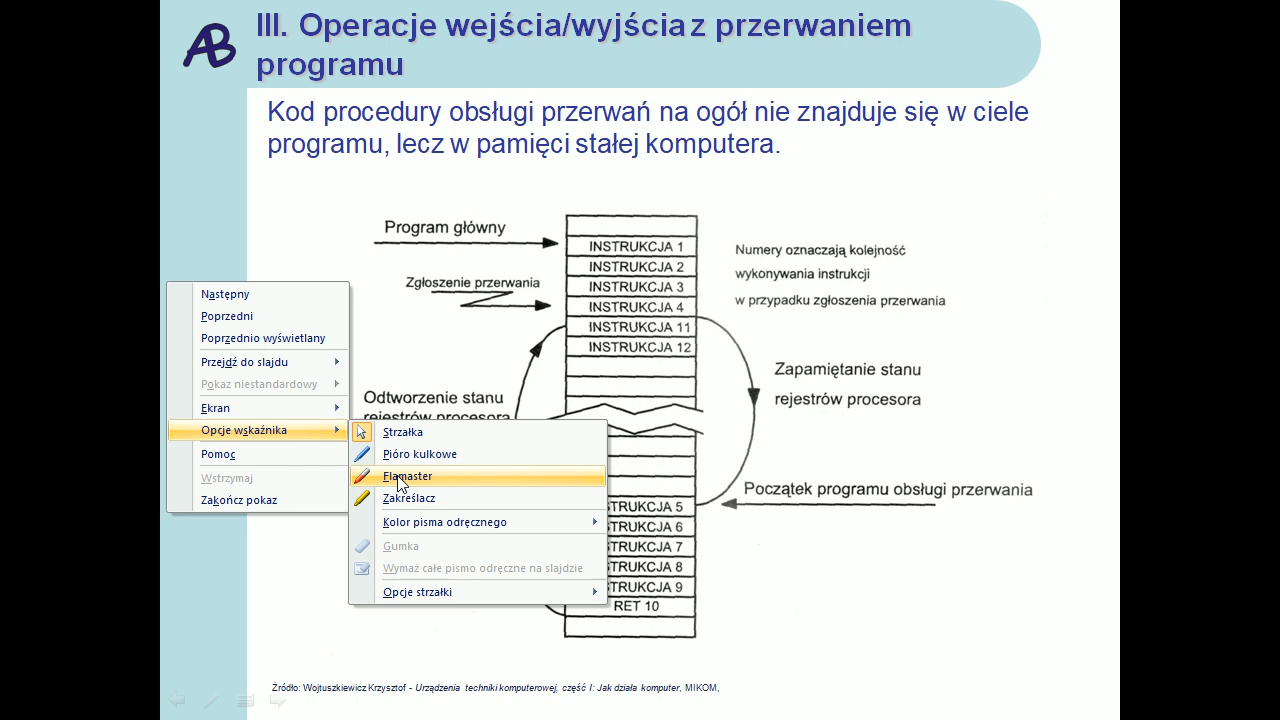 AB
III. Operacje wejścia/wyjścia z przerwaniem
programu
Kod procedury obsługi przerwań na ogół nie znajduje się w ciele
programu, lecz w pamięci stałej komputera.
Program główny
Zgłoszenie przerwania
INSTRUKCJA 1
INSTRUKCJA 2
INSTRUKCJA 3
INSTRUKCJA 4
INSTRUKCJA 11
INSTRUKCJA 12
Numery oznaczają kolejność
wykonywania instrukcji
w przypadku zgłoszenia przerwania
Zapamiętanie stanu
rejestrów procesora
Odtworzenie stanu
rejestrów procesora
Początek programu obsługi przerwania
STRUKCJA 5
STRUKCJA 6
TRUKCJA 7
STRUKCJA 8
STRUKCJA 9
RET 10
Następny
Poprzedni
Poprzednio wyświetlany
Przejdź do slajdu
Pokaz niestandardowy
Ekran
Opcje wskaźnika
Pomoc
Wstrzymaj
Zakończ pokaz
Strzałka
Pióro kulkowe
Flamaster
Zakreślacz
Kolor pisma odręcznego
Gumka
Wymaż całe pismo odręczne na slajdzie
Opcje strzałki
Źródło: Wojtuszkiewicz Krzysztof - Urządzenia techniki komputerowej, część I: Jak działa komputer, MIKOM,